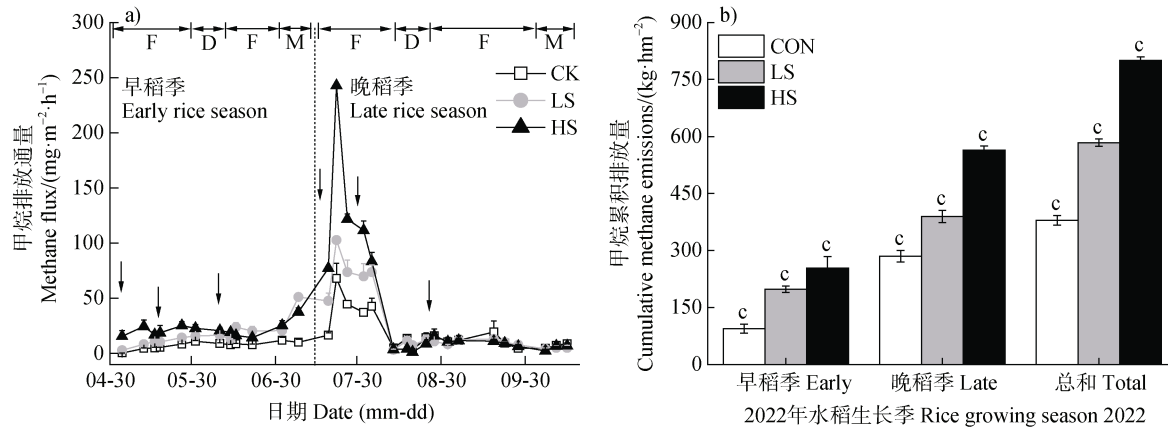 a)
F D F M F D F M
早稻季
Early rice season
晚稻季
Late rice season
CK
LS
HS
300
250
200
150
100
50
0
甲烷排放通量
Methane flux/(mg·m⁻²·h⁻¹)
04-30 05-30 06-30 07-30 08-30 09-30
日期 Date (mm-dd)
b)
CON
LS
HS
900
750
600
450
300
150
0
甲烷累积排放量
Cumulative methane emissions/(kg·hm⁻²)
c c c c c c c c c
早稻季 Early 晚稻季 Late 总和 Total
2022年水稻生长季 Rice growing season 2022